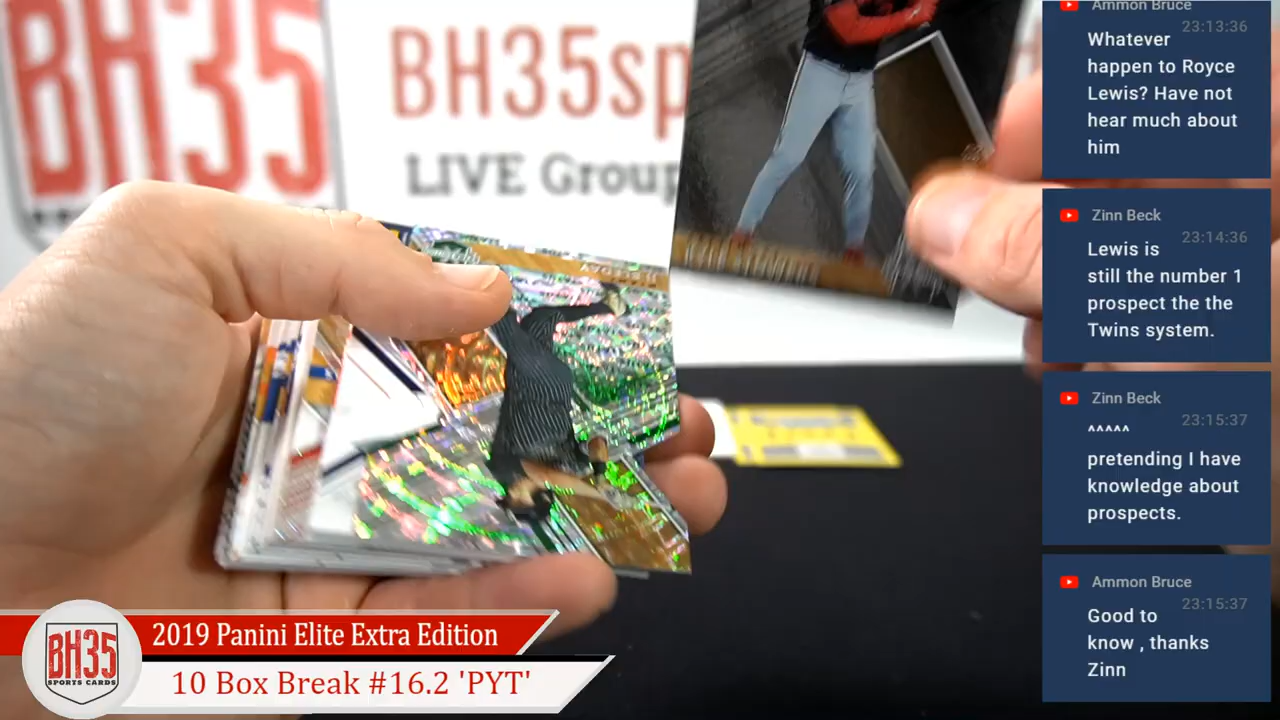 BH35
BH35sp
LIVE Group
Ammon Bruce
23:13:36
Whatever
happen to Royce
Lewis? Have not
hear much about
him
Zinn Beck
23:14:36
Lewis is
still the number 1
prospect the the
Twins system.
Zinn Beck
23:15:37
^^^^^
pretending I have
knowledge about
prospects.
Ammon Bruce
23:15:37
Good to
know , thanks
Zinn
BH35
SPORTS CARDS
2019 Panini Elite Extra Edition
10 Box Break #16.2 'PYT'